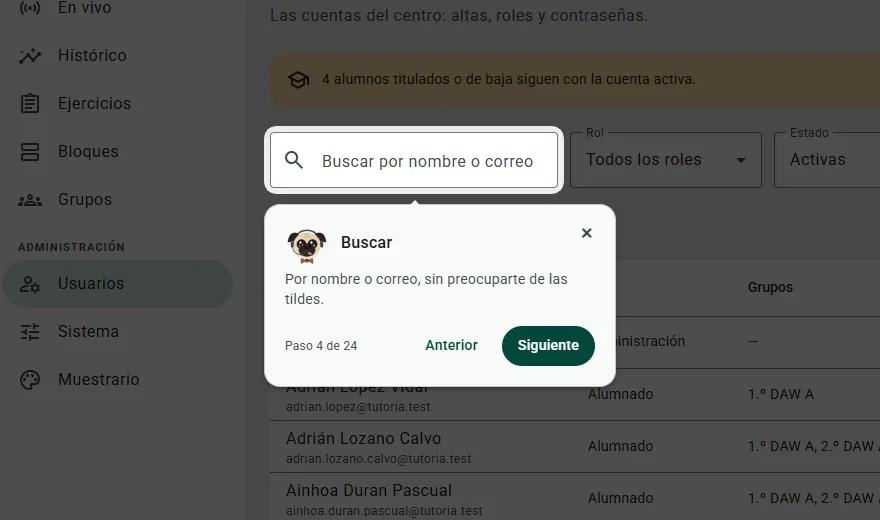 En vivo
Histórico
Ejercicios
Bloques
Grupos
ADMINISTRACIÓN
Usuarios
Sistema
Muestrario
Las cuentas del centro: altas, roles y contraseñas.
4 alumnos titulados o de baja siguen con la cuenta activa.
Buscar por nombre o correo
Rol
Todos los roles
Estado
Activas
Buscar
Por nombre o correo, sin preocuparte de las
tildes.
Paso 4 de 24
Anterior
Siguiente
Grupos
—
Adrián López Vidal
adrian.lopez@tutoria.test
Alumnado
1.º DAW A
Adrián Lozano Calvo
adrian.lozano.calvo@tutoria.test
Alumnado
1.º DAW A, 2.º DAW
Ainhoa Duran Pascual
ainhoa.duran.pascual@tutoria.test
Alumnado
1.º DAW A, 2.º DAW